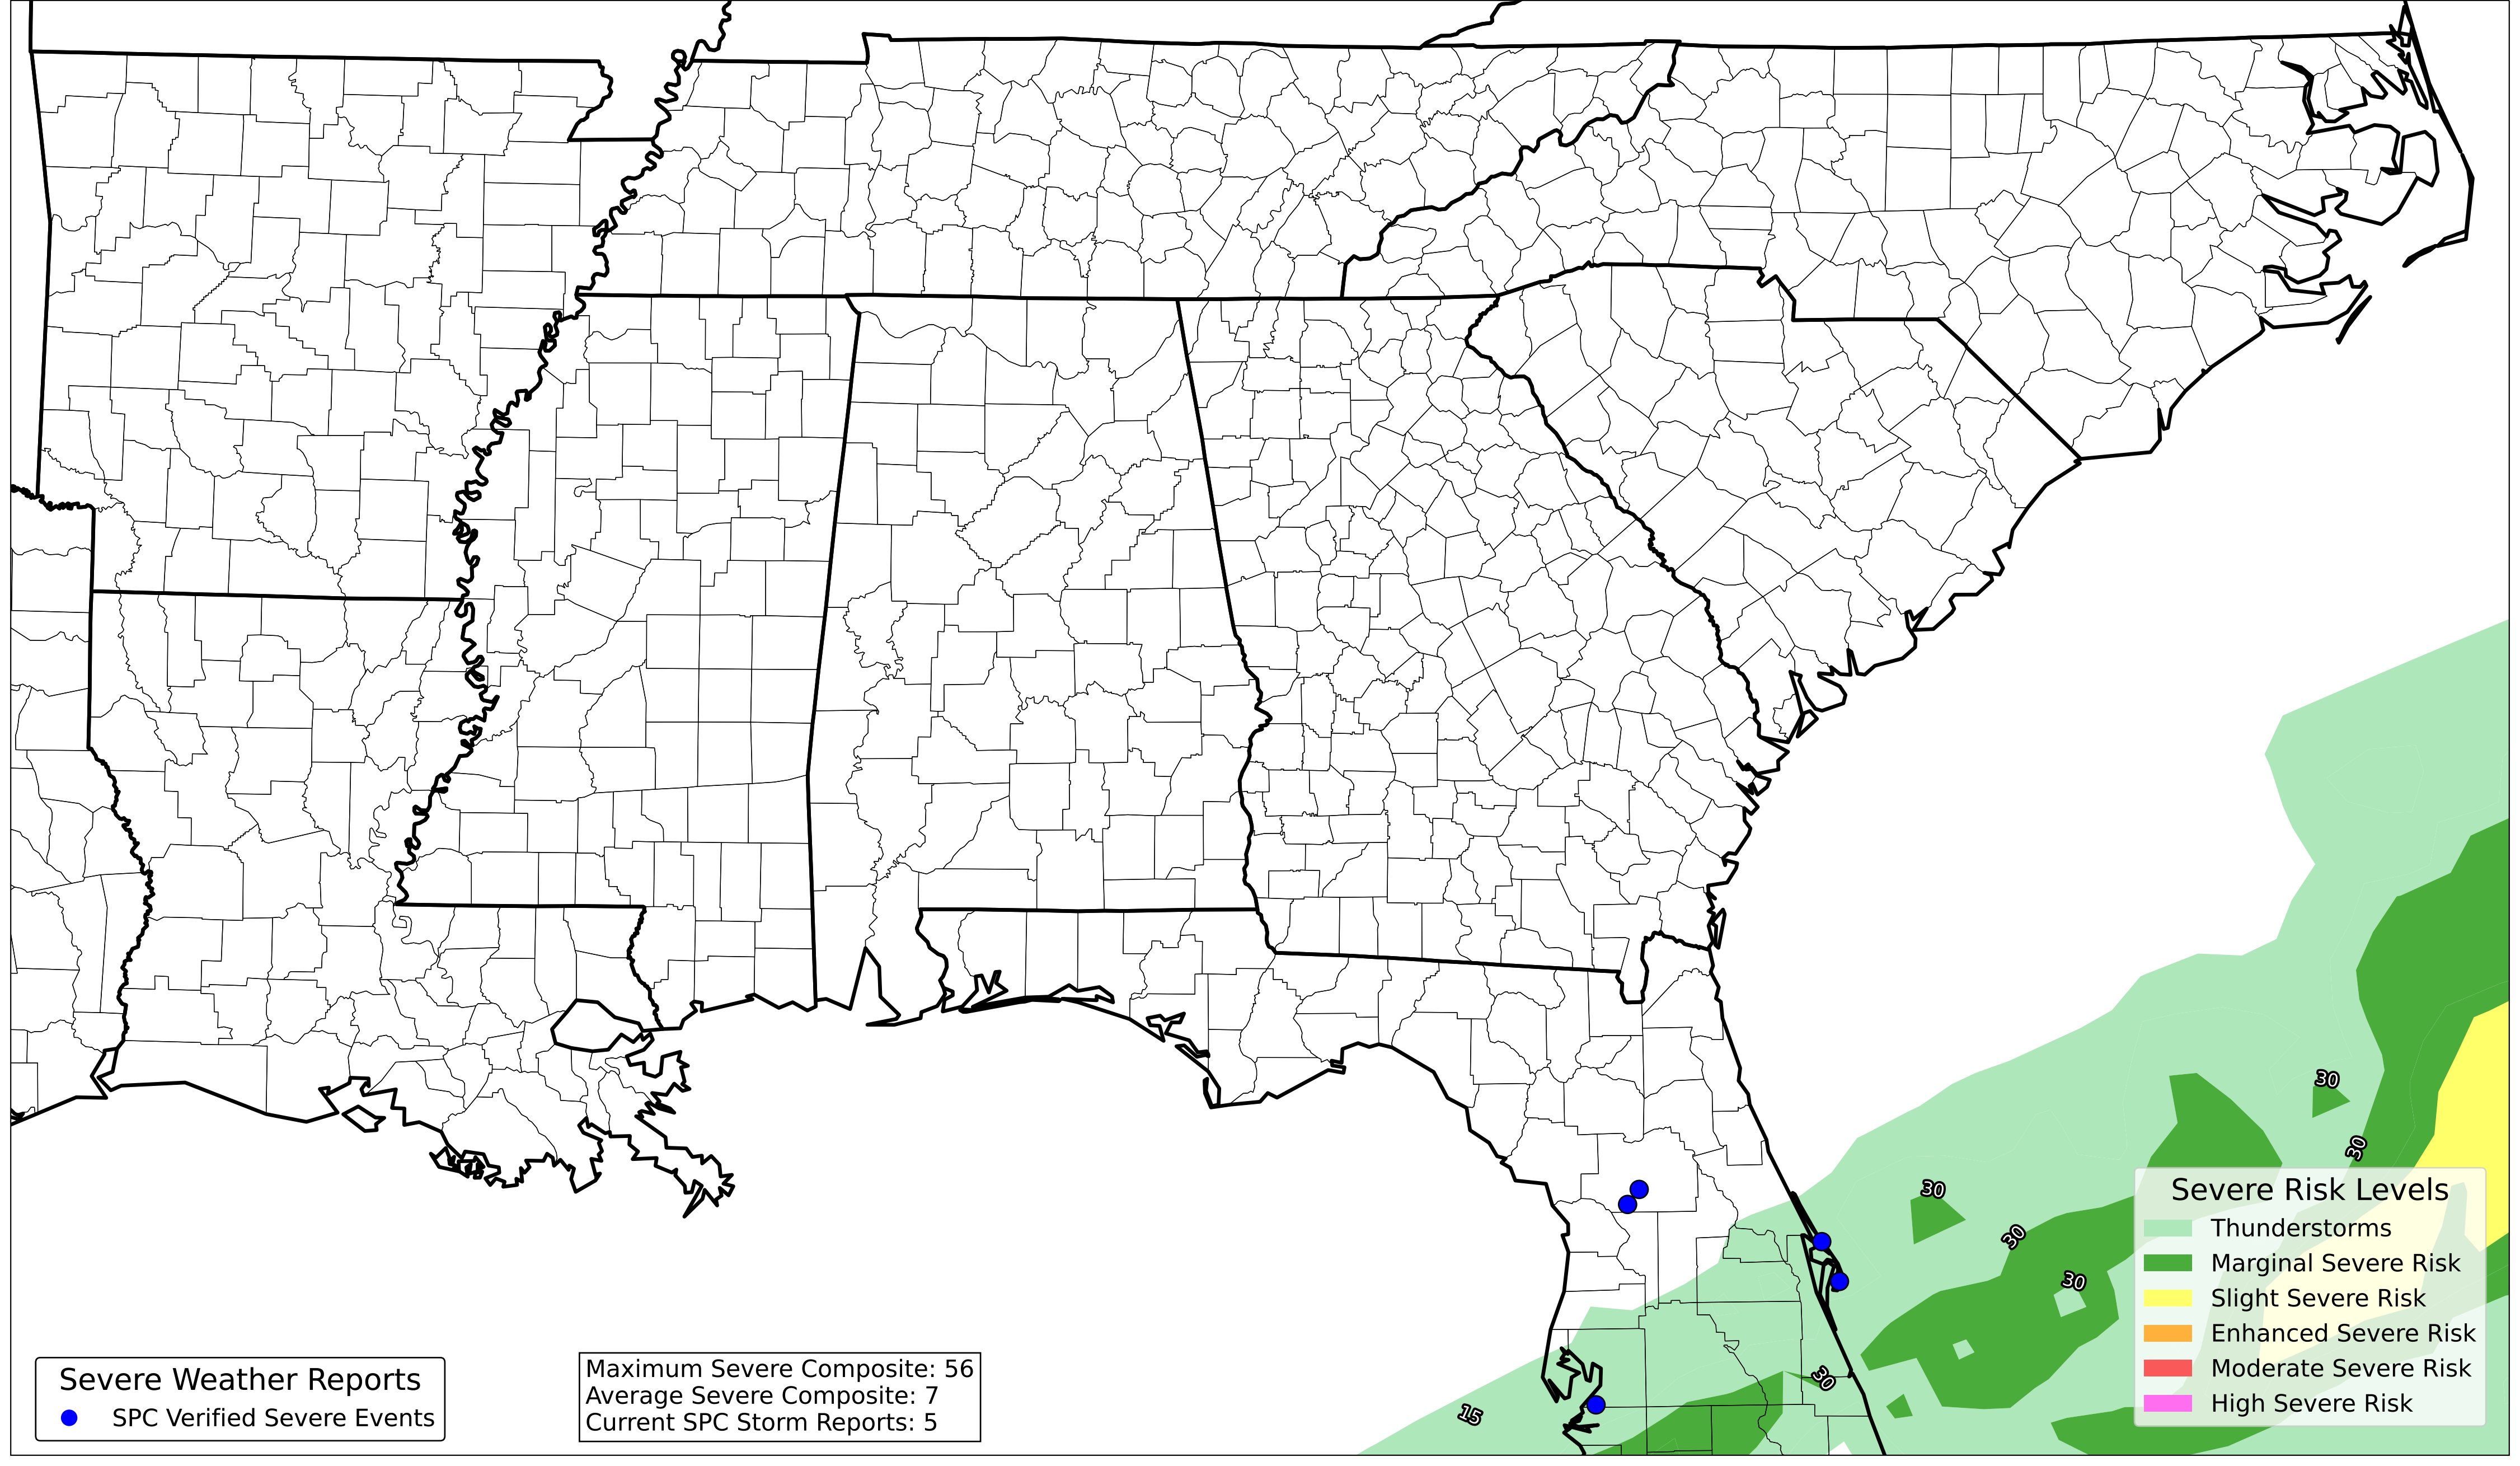 30
30
30
30
30
30
15
Severe Risk Levels
Thunderstorms
Marginal Severe Risk
Slight Severe Risk
Enhanced Severe Risk
Moderate Severe Risk
High Severe Risk
Severe Weather Reports
SPC Verified Severe Events
Maximum Severe Composite: 56
Average Severe Composite: 7
Current SPC Storm Reports: 5